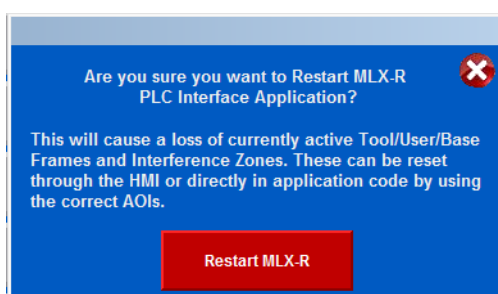 Are you sure you want to Restart MLX-R
PLC Interface Application?
This will cause a loss of currently active Tool/User/Base
Frames and Interference Zones. These can be reset
through the HMI or directly in application code by using
the correct AOIs.
Restart MLX-R